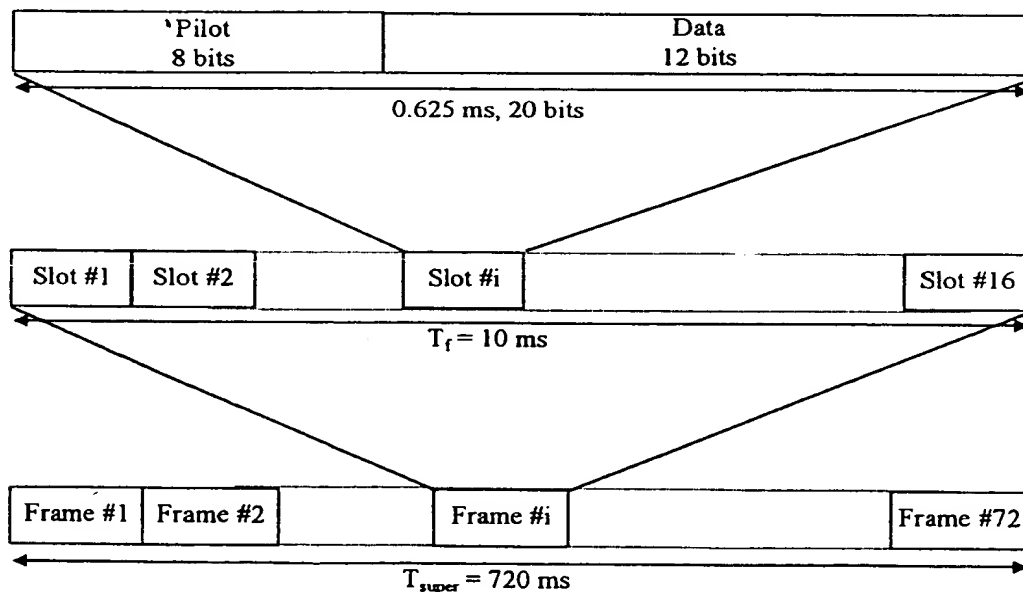 Pilot
8 bits
Data
12 bits
0.625 ms, 20 bits
Slot #1
Slot #2
Slot #i
Slot #16
T_f = 10 ms
Frame #1
Frame #2
Frame #i
Frame #72
T_super = 720 ms